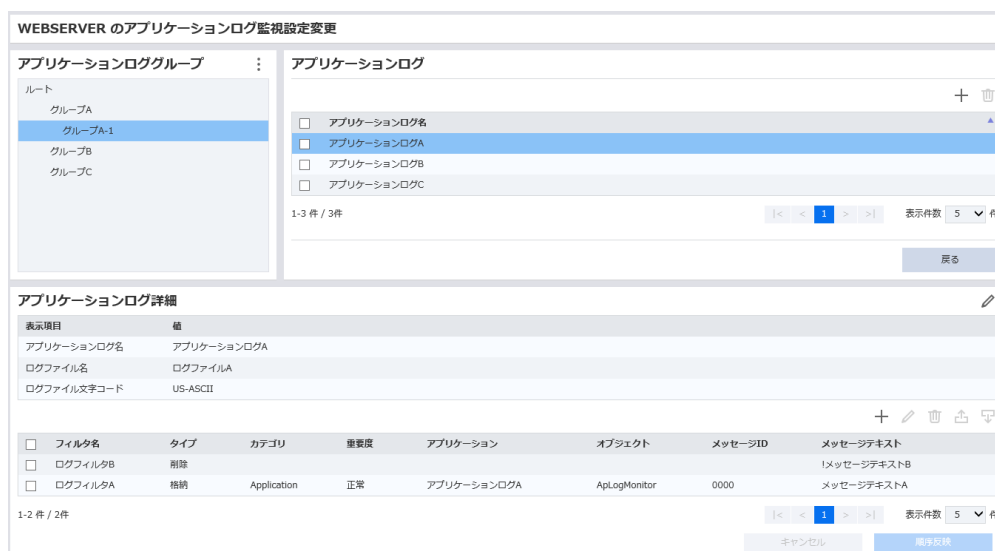 WEBSERVER のアプリケーションログ監視設定変更
アプリケーションロググループ
ルート
グループA
グループA-1
グループB
グループC
アプリケーションログ
アプリケーションログ名
アプリケーションログA
アプリケーションログB
アプリケーションログC
1-3 件 / 3件
|< < 1 > >| 表示件数 5 件
戻る
アプリケーションログ詳細
表示項目 値
アプリケーションログ名 アプリケーションログA
ログファイル名 ログファイルA
ログファイル文字コード US-ASCII
フィルタ名 タイプ カテゴリ 重要度 アプリケーション オブジェクト メッセージID メッセージテキスト
ログフィルタB 削除 !メッセージテキストB
ログフィルタA 格納 Application 正常 アプリケーションログA ApLogMonitor 0000 メッセージテキストA
1-2 件 / 2件
|< < 1 > >| 表示件数 5 件
キャンセル 順序反映